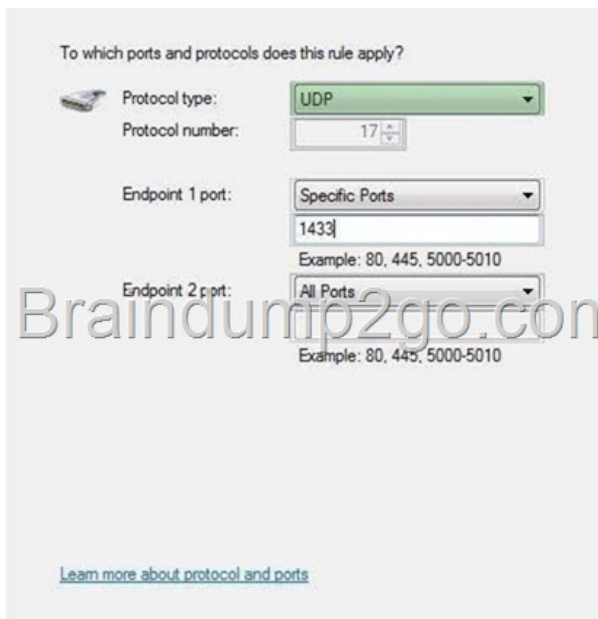 To which ports and protocols does this rule apply?
Protocol type: UDP
Protocol number: 17
Endpoint 1 port: Specific Ports
1433
Example: 80, 445, 5000-5010
Endpoint 2 port: All Ports
Braindump2go.com
Example: 80, 445, 5000-5010
Learn more about protocol and ports